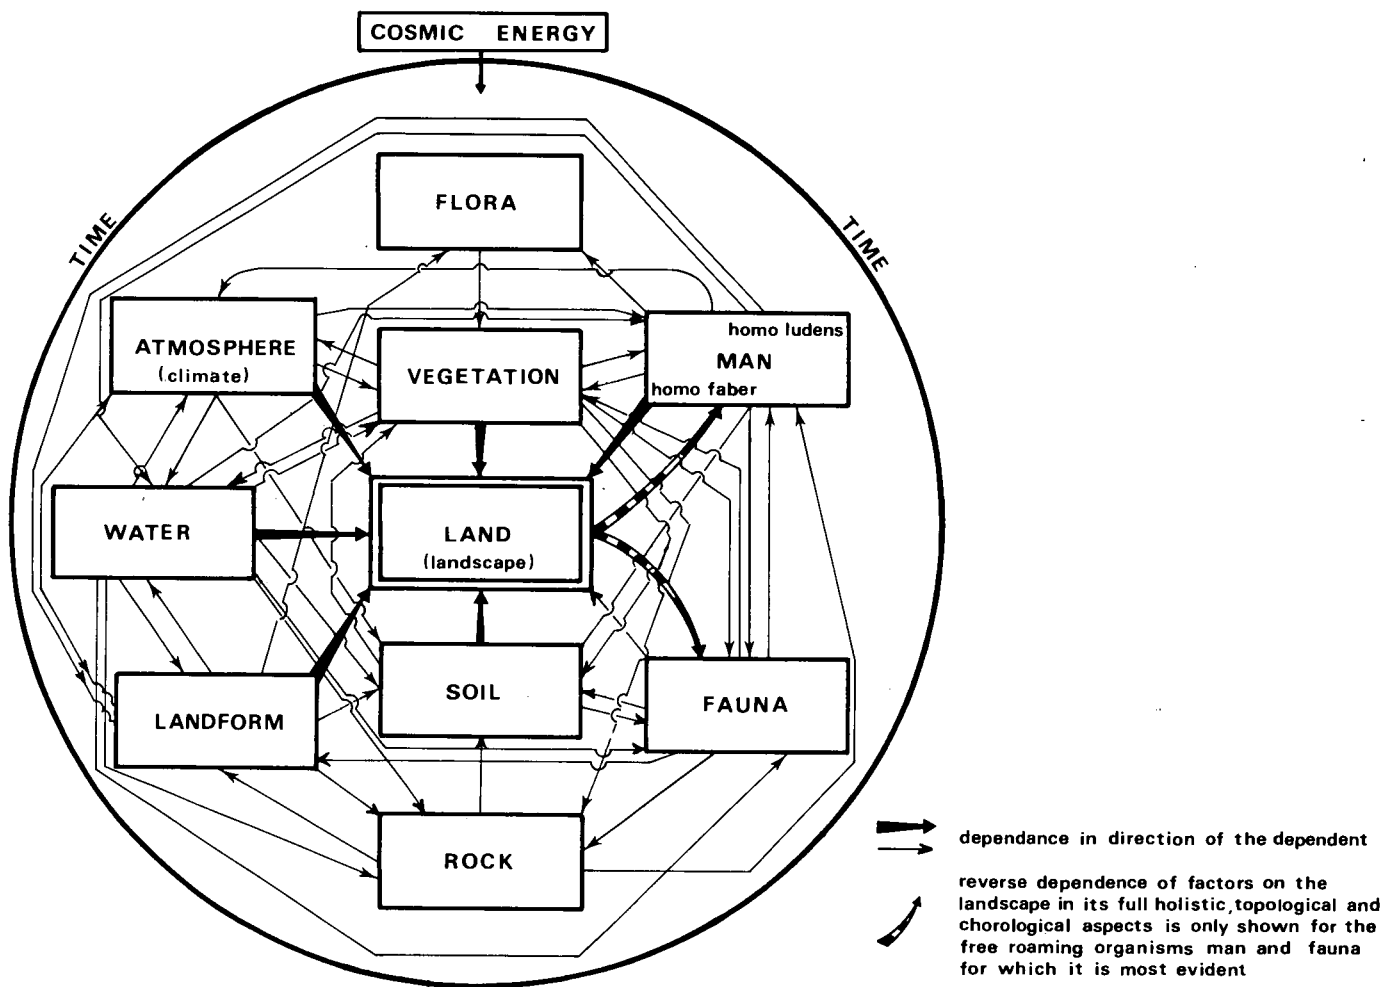 COSMIC ENERGY
TIME
TIME
FLORA
ATMOSPHERE
(climate)
VEGETATION
homo ludens
MAN
homo faber
WATER
LAND
(landscape)
LANDFORM
SOIL
FAUNA
ROCK
dependance in direction of the dependent
reverse dependence of factors on the
landscape in its full holistic, topological and
chorological aspects is only shown for the
free roaming organisms man and fauna
for which it is most evident